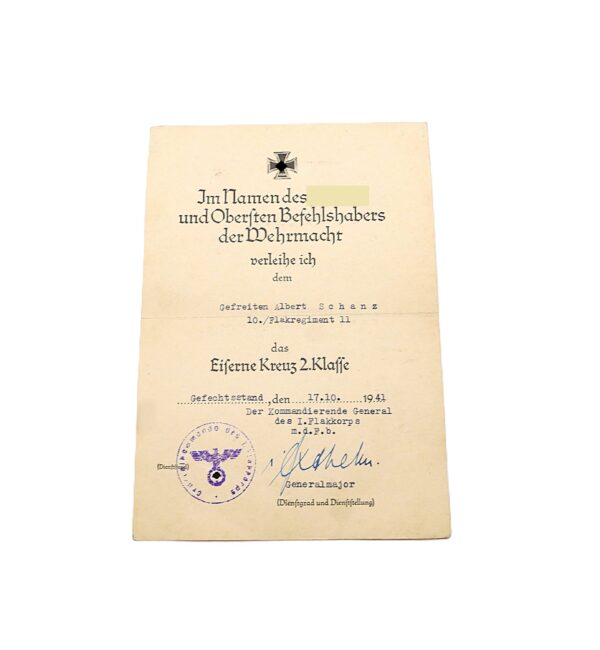 Im Namen des
und Obersten Befehlshabers
der Wehrmacht
verleihe ich
dem
Gefreiten Albert Schanz
10./Flakregiment 11
das
Eiserne Kreuz 2.Klasse
Gefechtsstand, den 17.10. 1941
Der Kommandierende General
des I.Flakkorps
m.d.F.b.
(Dienstsiegel)
Generalmajor
(Dienstgrad und Dienststellung)